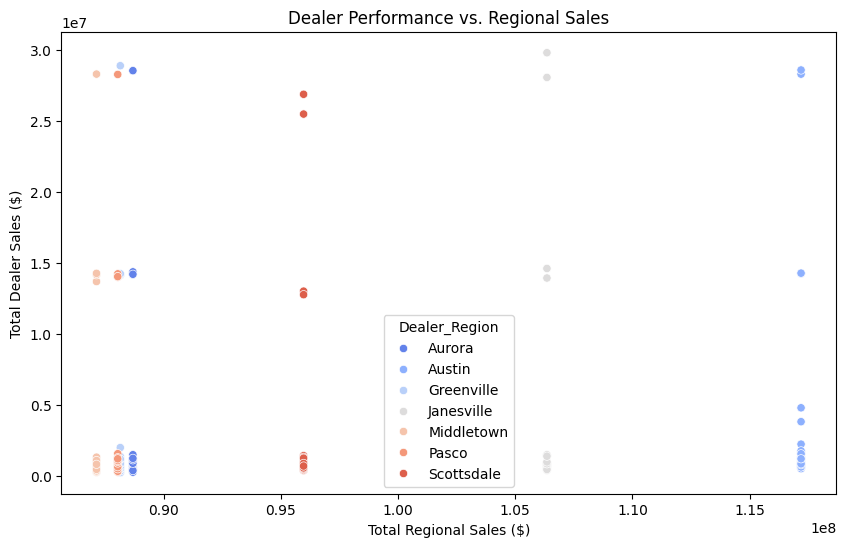 Dealer Performance vs. Regional Sales
1e7
3.0
2.5
2.0
1.5
1.0
0.5
0.0
Total Dealer Sales ($)
Dealer_Region
Aurora
Austin
Greenville
Janesville
Middletown
Pasco
Scottsdale
0.90 0.95 1.00 1.05 1.10 1.15
1e8
Total Regional Sales ($)